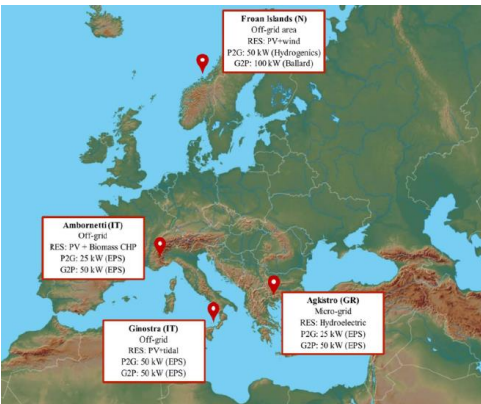 Froan Islands (N)
Off-grid area
RES: PV+wind
P2G: 50 kW (Hydrogenics)
G2P: 100 kW (Ballard)
Ambornetti (IT)
Off-grid
RES: PV + Biomass CHP
P2G: 25 kW (EPS)
G2P: 50 kW (EPS)
Agkistro (GR)
Micro-grid
RES: Hydroelectric
P2G: 25 kW (EPS)
G2P: 50 kW (EPS)
Ginostra (IT)
Off-grid
RES: PV+tidal
P2G: 50 kW (EPS)
G2P: 50 kW (EPS)